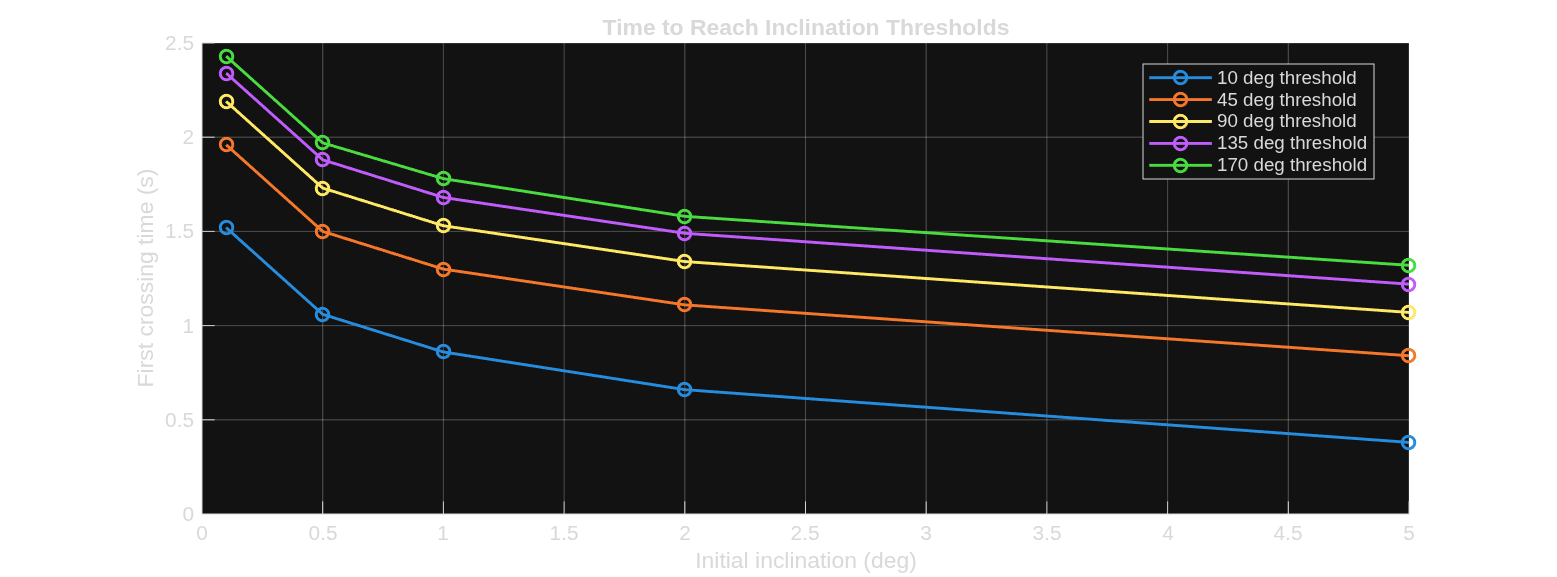 Time to Reach Inclination Thresholds
2.5
2
1.5
1
0.5
0
First crossing time (s)
10 deg threshold
45 deg threshold
90 deg threshold
135 deg threshold
170 deg threshold
0 0.5 1 1.5 2 2.5 3 3.5 4 4.5 5
Initial inclination (deg)